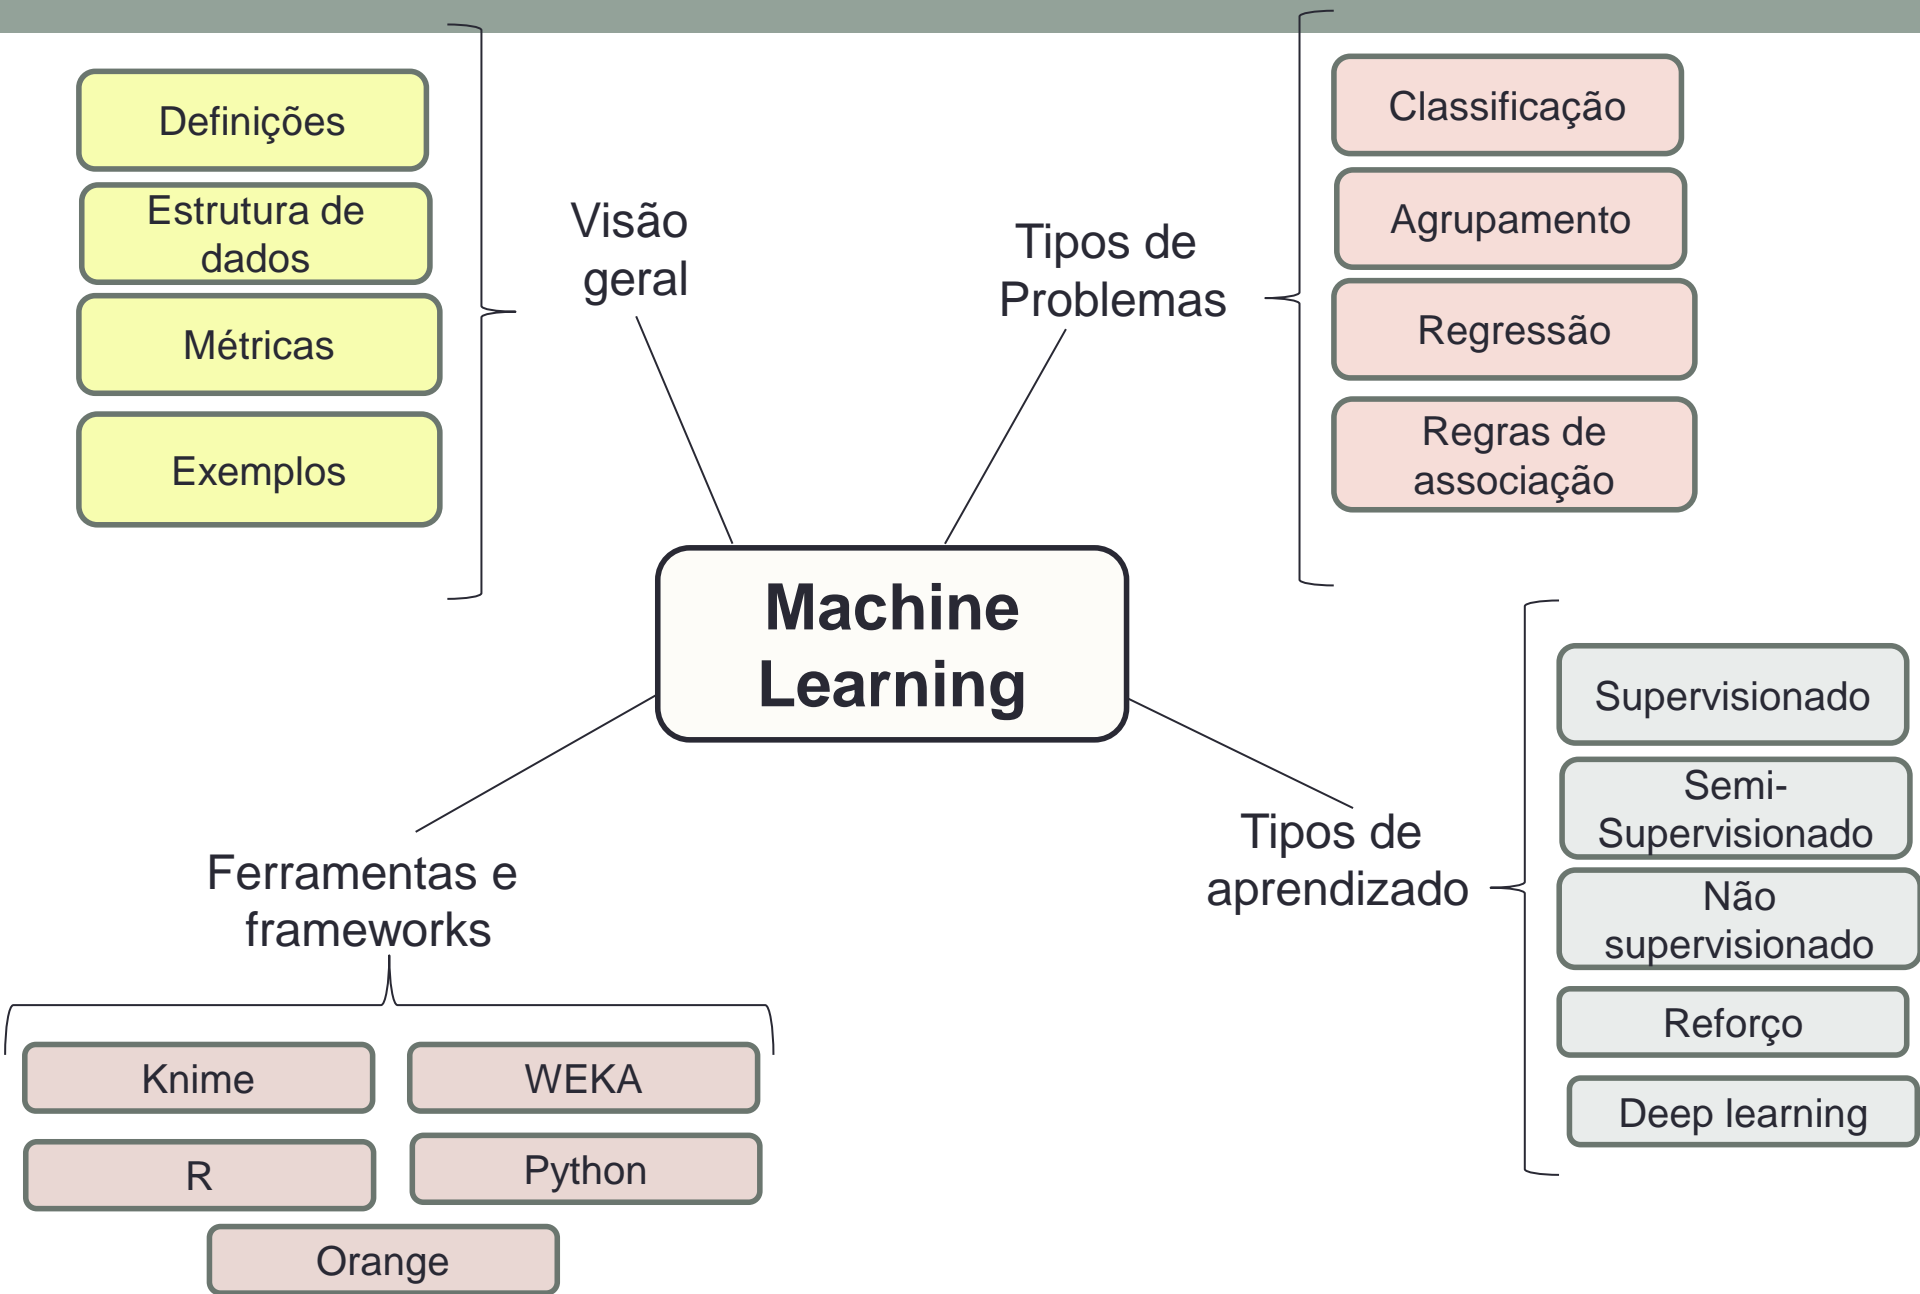 Definições
Estrutura de
dados
Métricas
Exemplos
Visão
geral
Tipos de
Problemas
Classificação
Agrupamento
Regressão
Regras de
associação
Machine
Learning
Ferramentas e
frameworks
Knime
WEKA
R
Python
Orange
Tipos de
aprendizado
Supervisionado
Semi-
Supervisionado
Não
supervisionado
Reforço
Deep learning